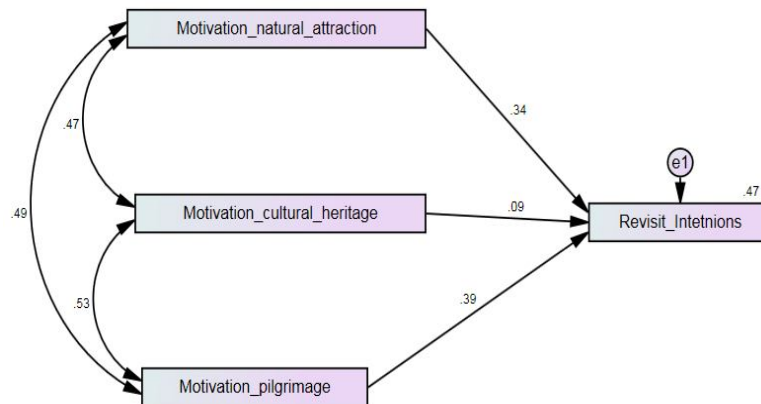 Motivation_natural_attraction
.47
.34
e1
.47
.49
Motivation_cultural_heritage
.09
Revisit_Intetnions
.53
.39
Motivation_pilgrimage